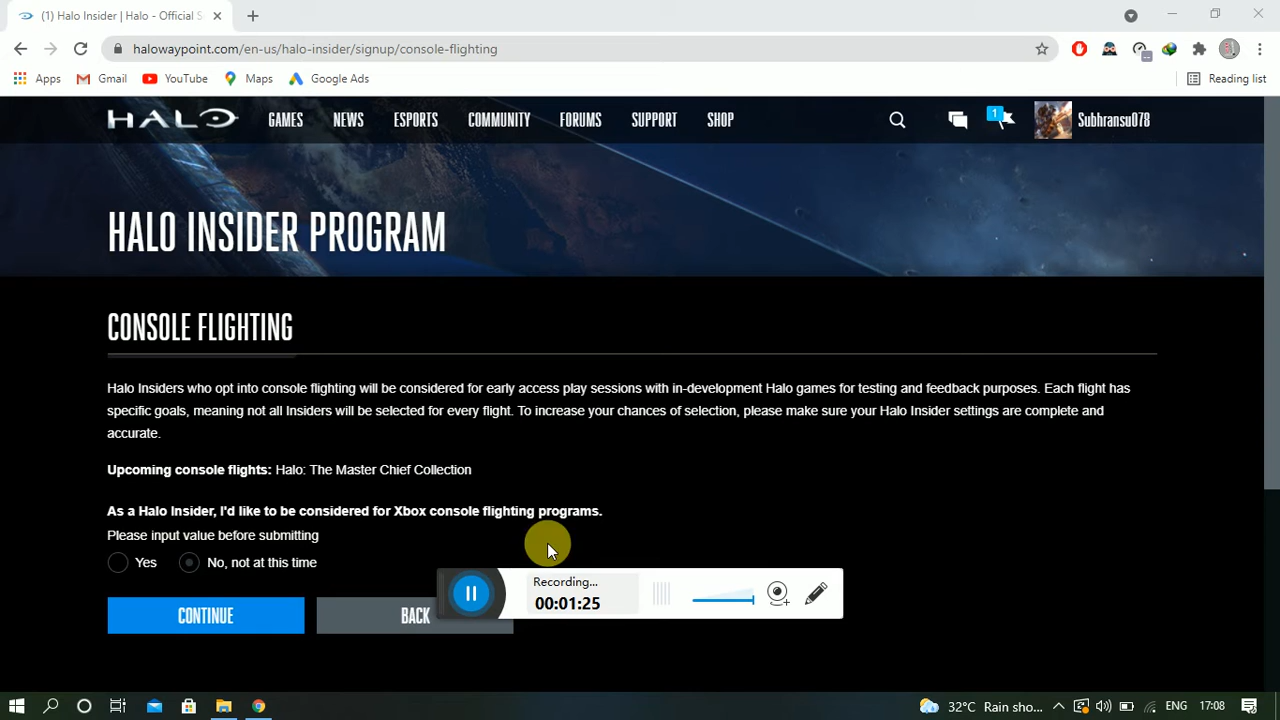 (1) Halo Insider | Halo - Official S
halowaypoint.com/en-us/halo-insider/signup/console-flighting
Apps Gmail YouTube Maps Google Ads Reading list
HALO GAMES NEWS ESPORTS COMMUNITY FORUMS SUPPORT SHOP 1 Subhransu078
HALO INSIDER PROGRAM
CONSOLE FLIGHTING
Halo Insiders who opt into console flighting will be considered for early access play sessions with in-development Halo games for testing and feedback purposes. Each flight has
specific goals, meaning not all Insiders will be selected for every flight. To increase your chances of selection, please make sure your Halo Insider settings are complete and
accurate.
Upcoming console flights: Halo: The Master Chief Collection
As a Halo Insider, I'd like to be considered for Xbox console flighting programs.
Please input value before submitting
Yes No, not at this time
Recording...
00:01:25
CONTINUE BACK
32°C Rain sho... ENG 17:08